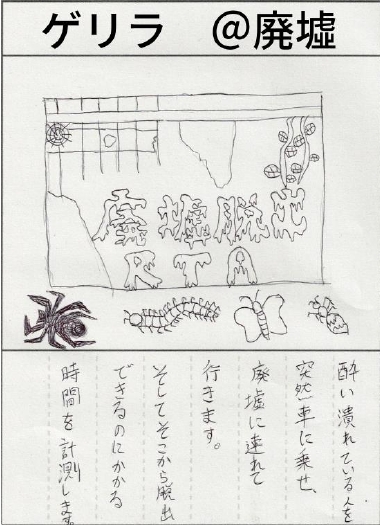 ゲリラ　＠廃墟
廃墟脱出
RTA
酔い潰れている人を
突然車に乗せ、
廃墟に連れて
行きます。
そしてそこから脱出
できるのにかかる
時間を計測します